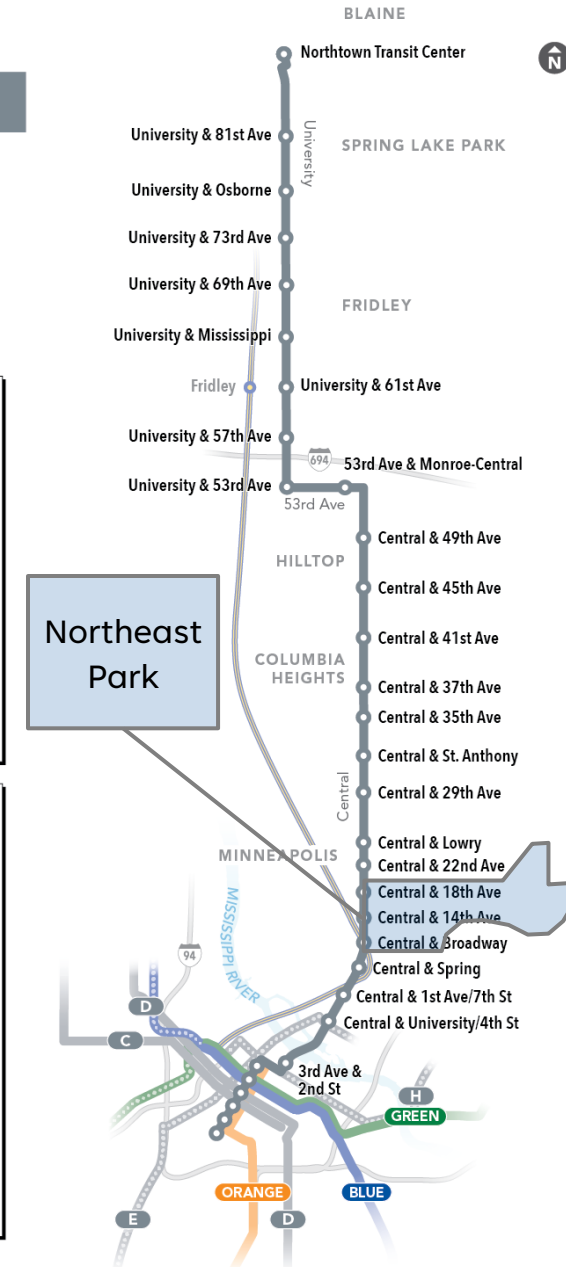 BLAINE
Northtown Transit Center
N
University & 81st Ave
University
SPRING LAKE PARK
University & Osborne
University & 73rd Ave
University & 69th Ave
FRIDLEY
University & Mississippi
Fridley
University & 61st Ave
University & 57th Ave
694
53rd Ave & Monroe-Central
University & 53rd Ave
53rd Ave
Central & 49th Ave
HILLTOP
Central & 45th Ave
Northeast
Park
Central & 41st Ave
COLUMBIA
HEIGHTS
Central & 37th Ave
Central & 35th Ave
Central & St. Anthony
Central
Central & 29th Ave
Central & Lowry
MINNEAPOLIS
Central & 22nd Ave
Central & 18th Ave
Central & 14th Ave
Central & Broadway
MISSISSIPPI RIVER
94
Central & Spring
Central & 1st Ave/7th St
D
Central & University/4th St
C
3rd Ave &
2nd St
H
GREEN
ORANGE
BLUE
E
D